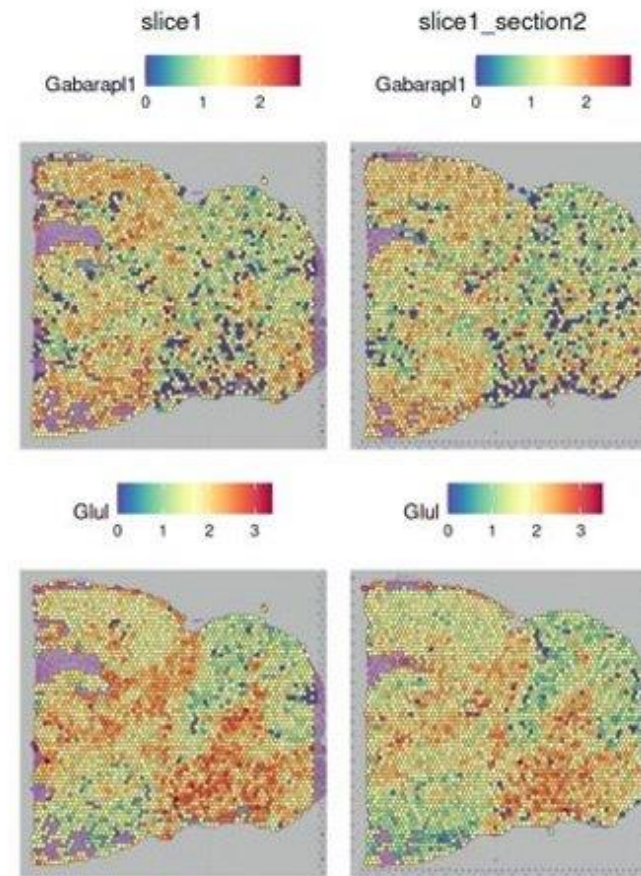 slice1 slice1_section2
Gabarapl1 Gabarapl1
0 1 2 0 1 2
Glul Glul
0 1 2 3 0 1 2 3